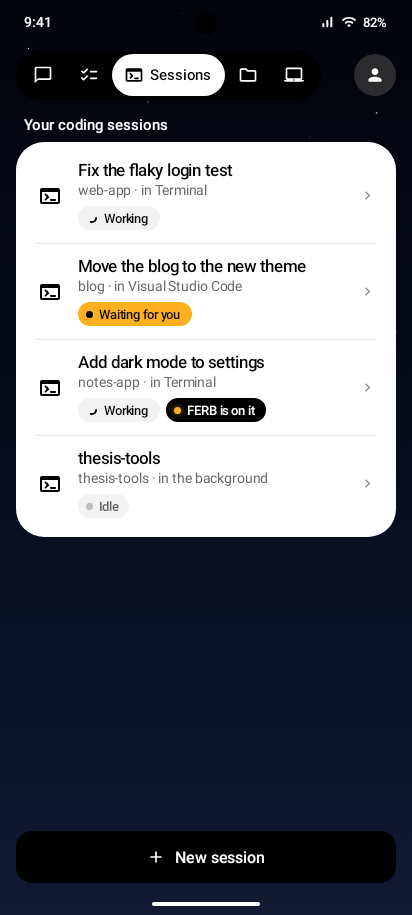 9:41
82%
Sessions
Your coding sessions
Fix the flaky login test
web-app · in Terminal
Working
Move the blog to the new theme
blog · in Visual Studio Code
Waiting for you
Add dark mode to settings
notes-app · in Terminal
Working
FERB is on it
thesis-tools
thesis-tools · in the background
Idle
New session